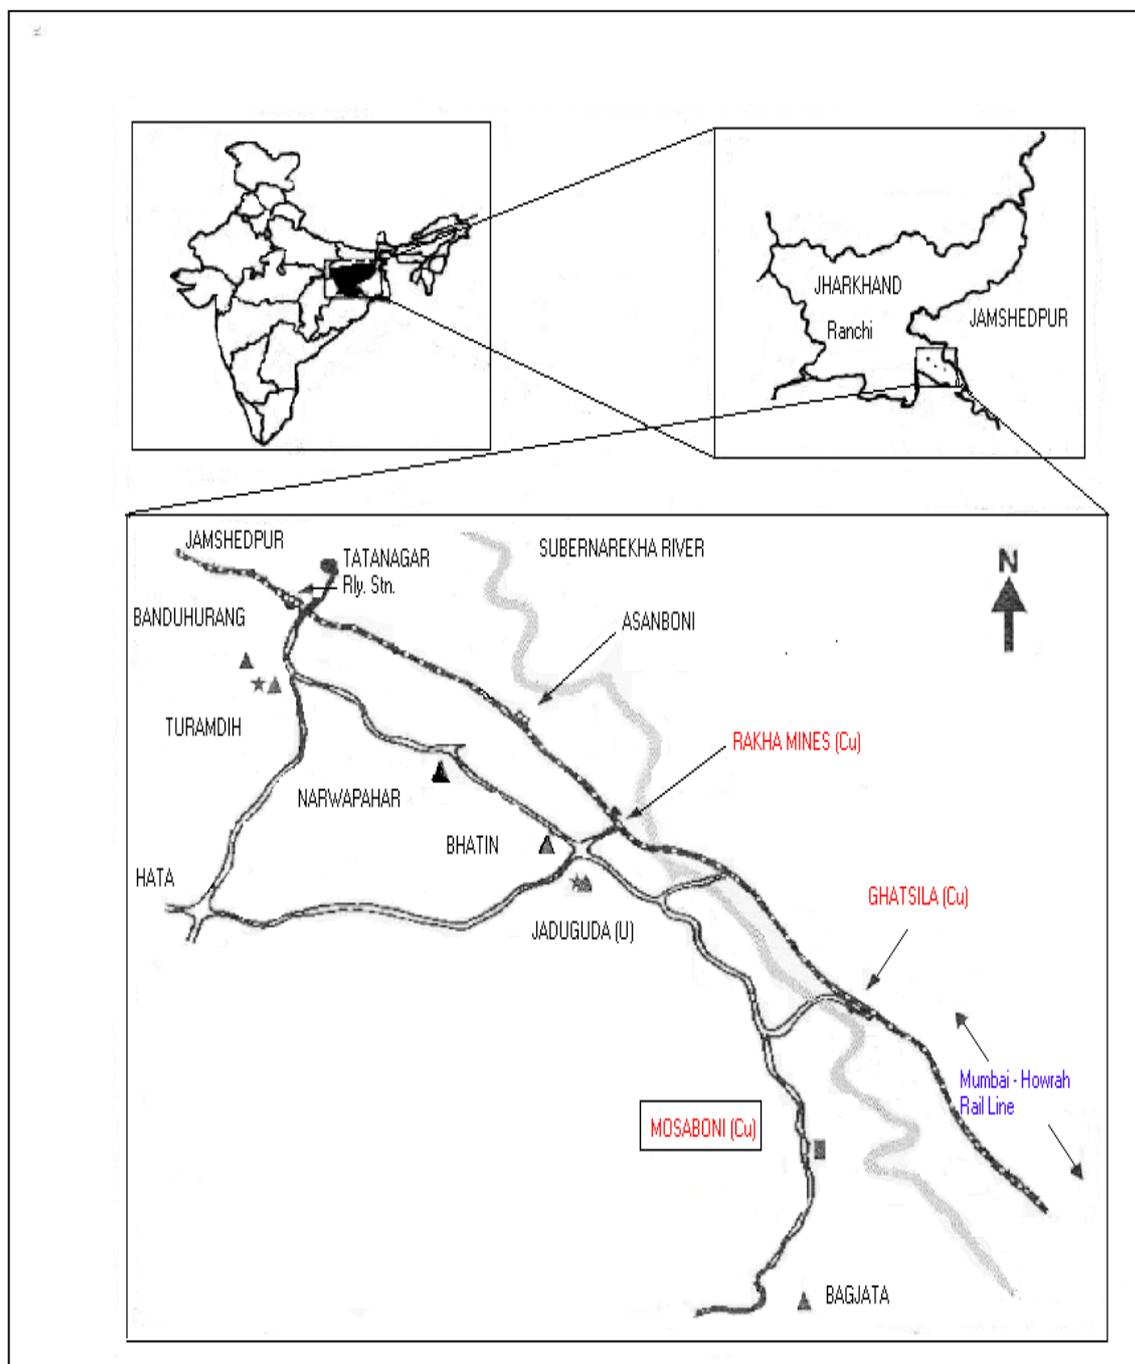 JHARKHAND
Ranchi
JAMSHEDPUR
JAMSHEDPUR
TATANAGAR
Rly. Stn.
SUBERNAREKHA RIVER
N
BANDUHURANG
ASANBONI
TURAMDIH
RAKHA MINES (Cu)
NARWAPAHAR
BHATIN
HATA
GHATSILA (Cu)
JADUGUDA (U)
Mumbai - Howrah
Rail Line
MOSABONI (Cu)
BAGJATA